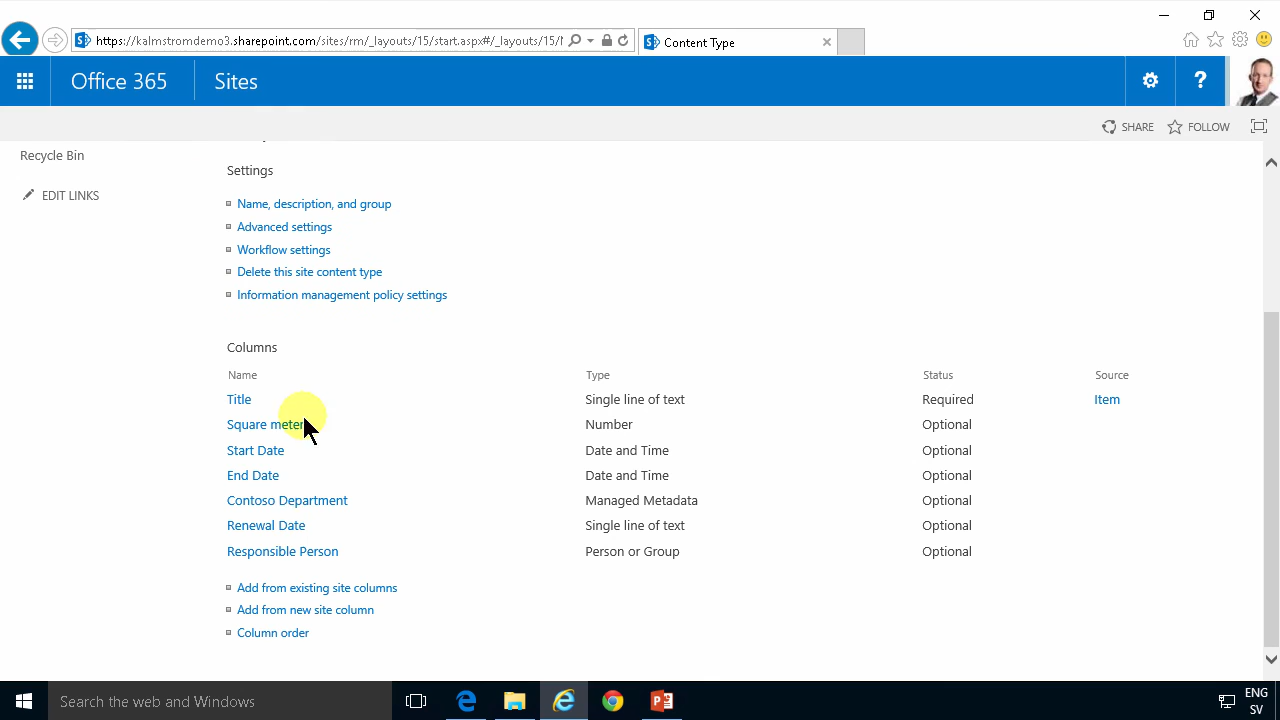 https://kalmstromdemo3.sharepoint.com/sites/rm/_layouts/15/start.aspx#/_layouts/15/
Content Type
Office 365
Sites
?
SHARE
FOLLOW
Recycle Bin
EDIT LINKS
Settings
Name, description, and group
Advanced settings
Workflow settings
Delete this site content type
Information management policy settings
Columns
Name Type Status Source
Title Single line of text Required Item
Square meter Number Optional
Start Date Date and Time Optional
End Date Date and Time Optional
Contoso Department Managed Metadata Optional
Renewal Date Single line of text Optional
Responsible Person Person or Group Optional
Add from existing site columns
Add from new site column
Column order
Search the web and Windows
ENG
SV